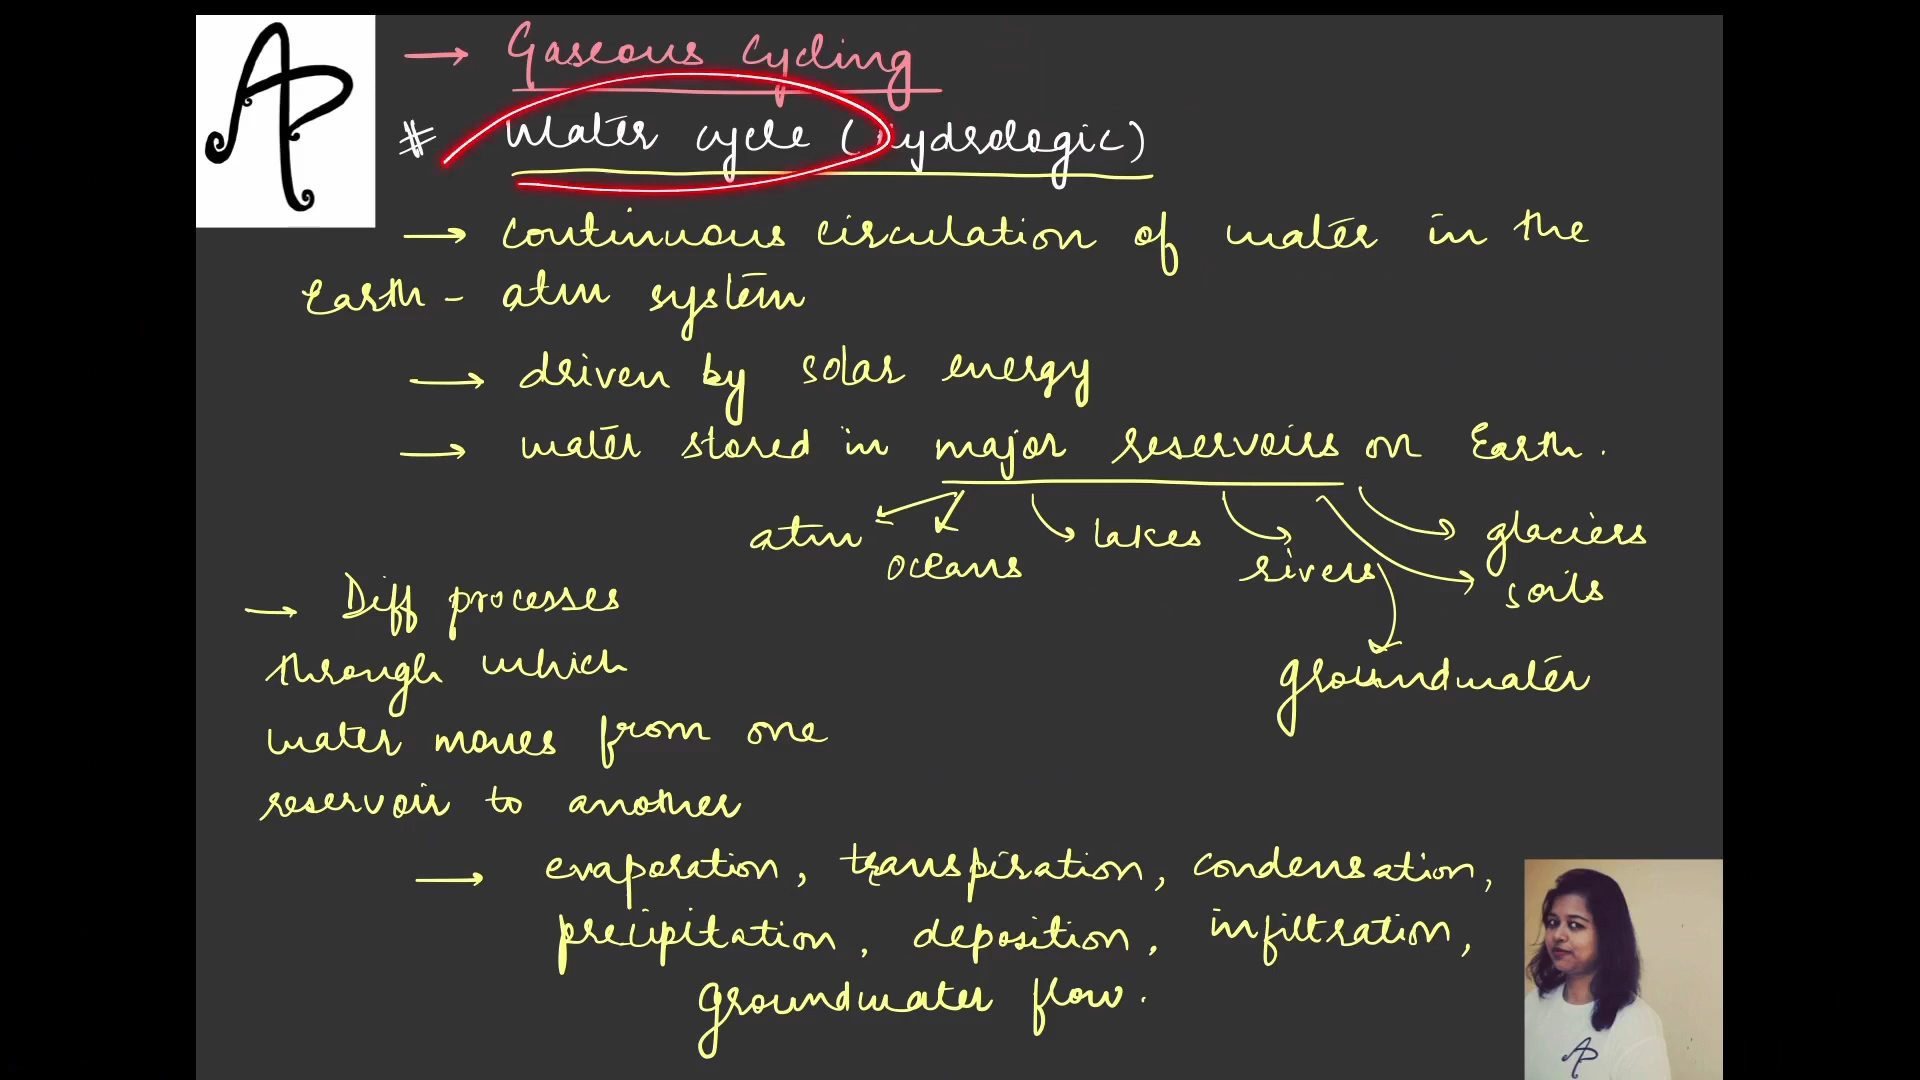 AP
→ Gaseous Cycling
# Water cycle (Hydrologic)
→ continuous circulation of water in the
Earth - atm system
→ driven by solar energy
→ water stored in major reservoirs on Earth.
atm oceans lakes rivers glaciers
soils
groundwater
→ Diff processes
through which
water moves from one
reservoir to another
→ evaporation, transpiration, condensation,
precipitation, deposition, infiltration,
groundwater flow.
AP